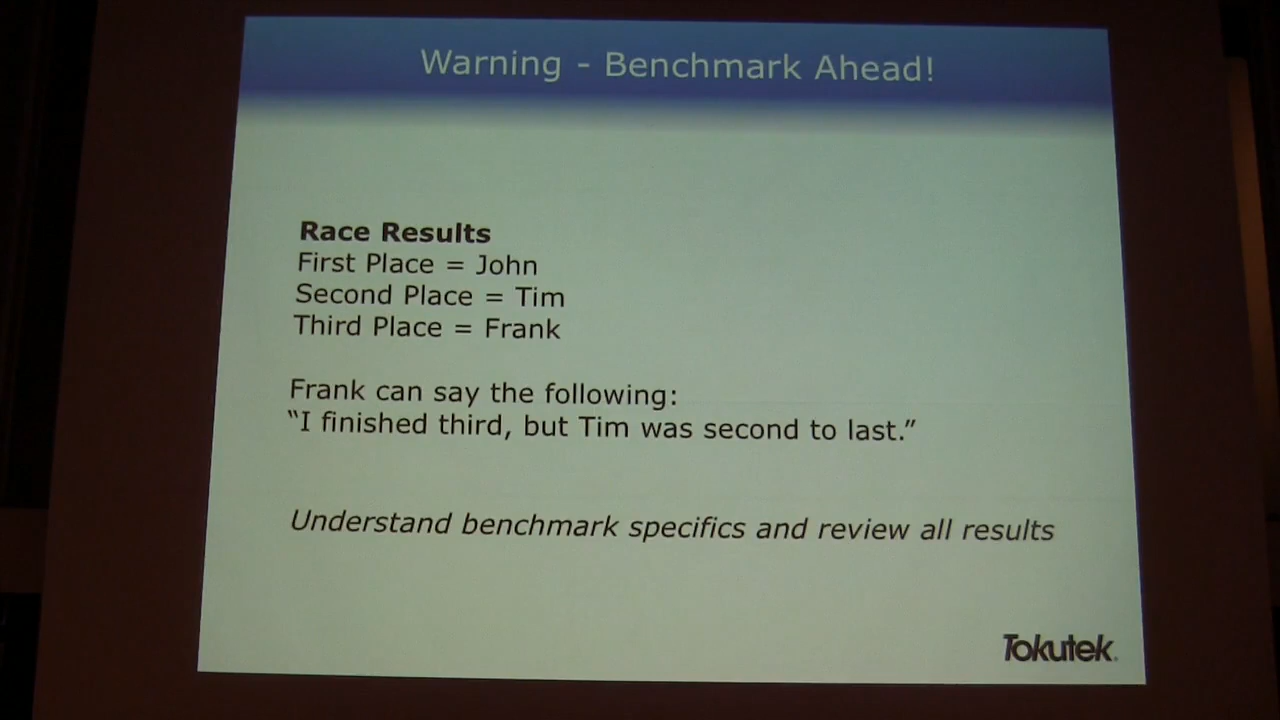 Warning - Benchmark Ahead!
Race Results
First Place = John
Second Place = Tim
Third Place = Frank
Frank can say the following:
“I finished third, but Tim was second to last.”
Understand benchmark specifics and review all results
Tokutek